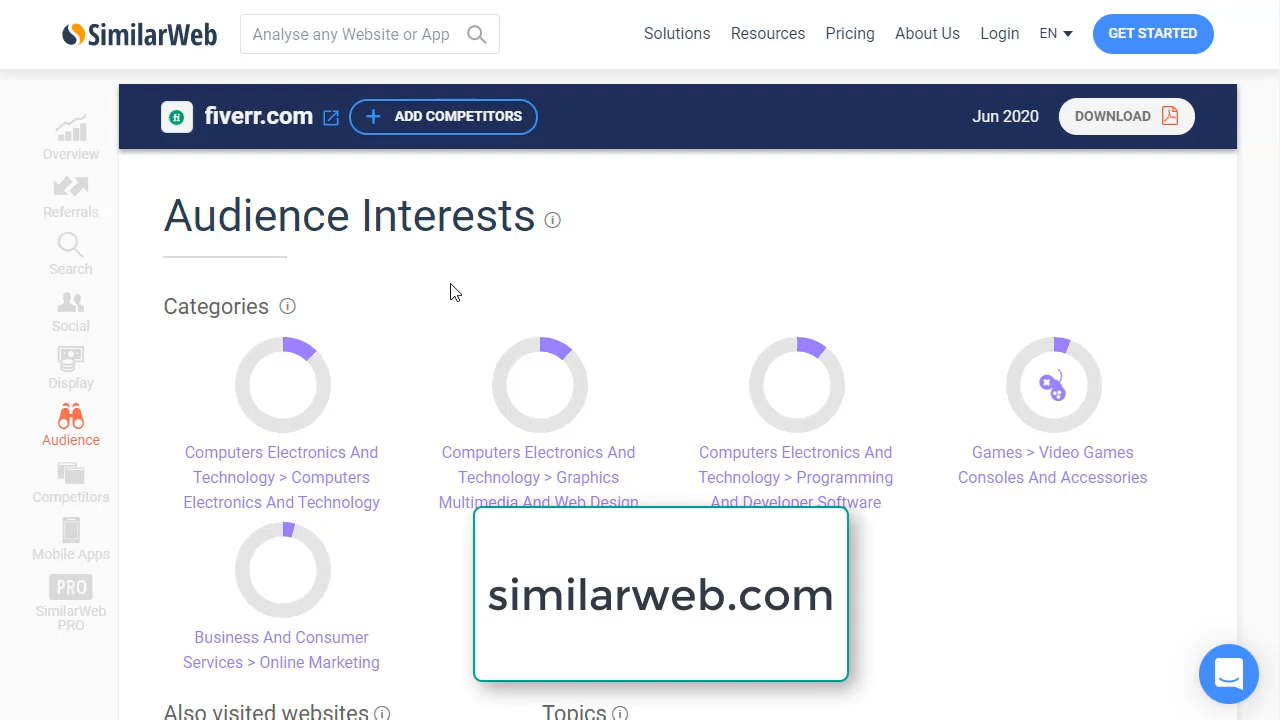 SimilarWeb
Analyse any Website or App
Solutions
Resources
Pricing
About Us
Login
EN
GET STARTED
fiverr.com
ADD COMPETITORS
Jun 2020
DOWNLOAD
Overview
Referrals
Search
Social
Display
Audience
Competitors
Mobile Apps
PRO
SimilarWeb
PRO
Audience Interests
Categories
Computers Electronics And
Technology > Computers
Electronics And Technology
Computers Electronics And
Technology > Graphics
Multimedia And Web Design
Computers Electronics And
Technology > Programming
And Developer Software
Games > Video Games
Consoles And Accessories
Business And Consumer
Services > Online Marketing
similarweb.com
Also visited websites
Topics